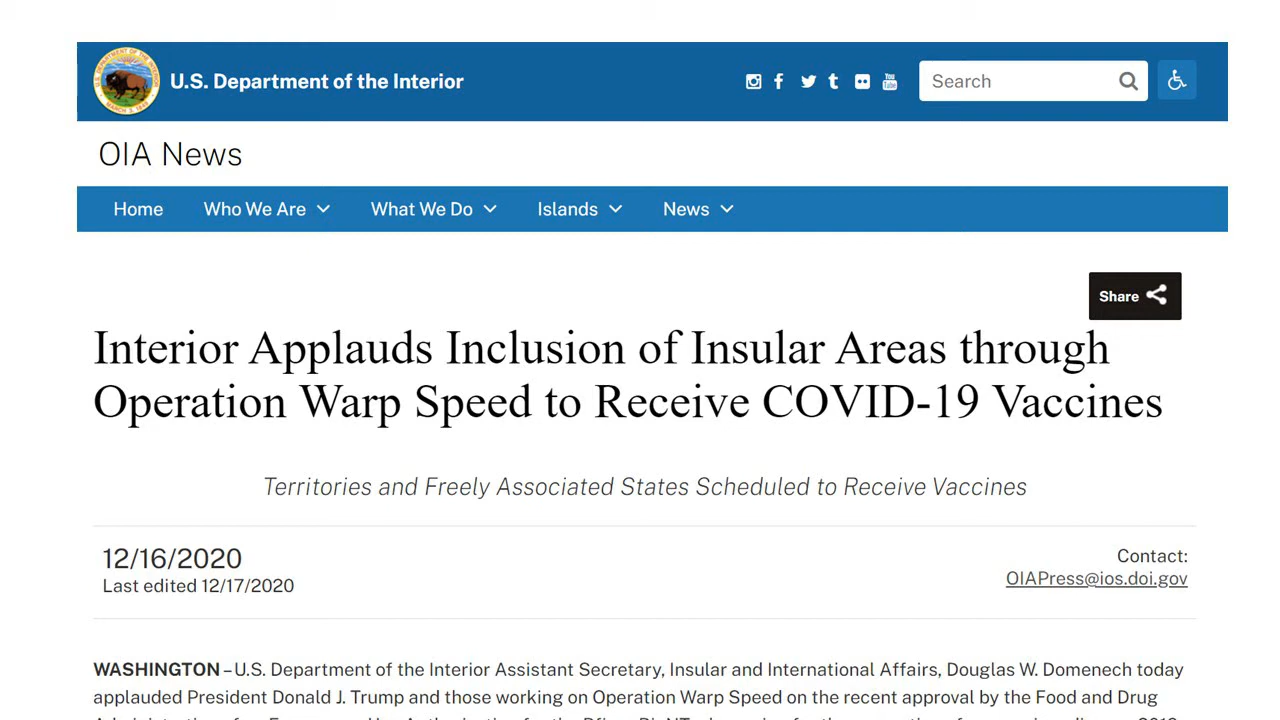 U.S. Department of the Interior
Search
OIA News
Home Who We Are What We Do Islands News
Share
Interior Applauds Inclusion of Insular Areas through
Operation Warp Speed to Receive COVID-19 Vaccines
Territories and Freely Associated States Scheduled to Receive Vaccines
12/16/2020
Last edited 12/17/2020
Contact:
OIAPress@ios.doi.gov
WASHINGTON – U.S. Department of the Interior Assistant Secretary, Insular and International Affairs, Douglas W. Domenech today
applauded President Donald J. Trump and those working on Operation Warp Speed on the recent approval by the Food and Drug